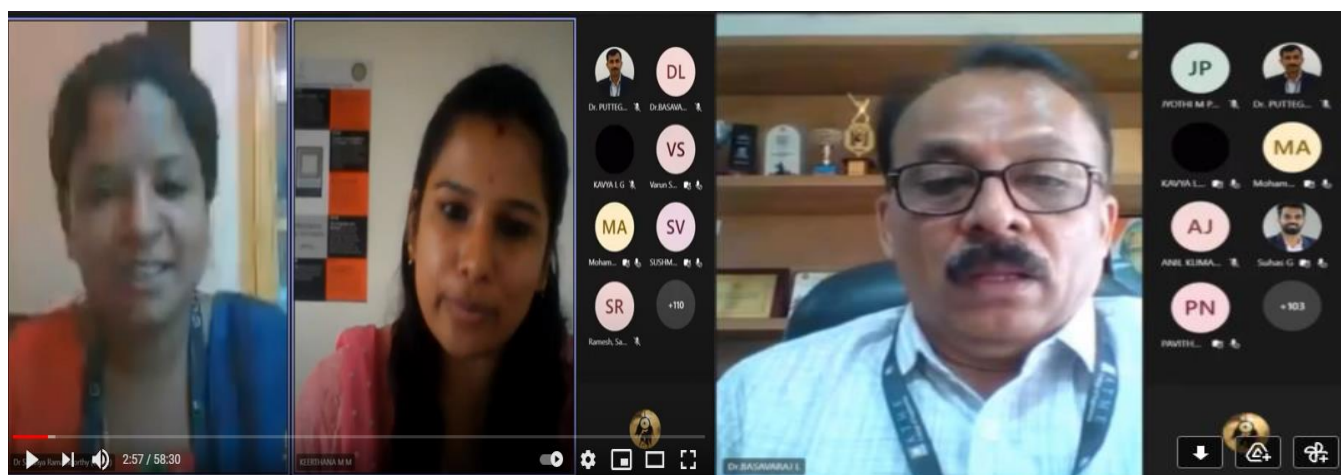 Dr. PUTTEG...
DL
Dr.BASAVA...
KAVYA L G
VS
Varun S...
MA
Moham...
SV
SUSHM...
SR
Ramesh, Sa...
+110
2:57 / 58:30
KEERTHANA M M
Dr.BASAVARAJ L
JP
JYOTHI M P...
Dr. PUTTEG...
KAVYA L...
MA
Moham...
AJ
ANIL KUMA...
Suhas G
PN
PAVITH...
+103